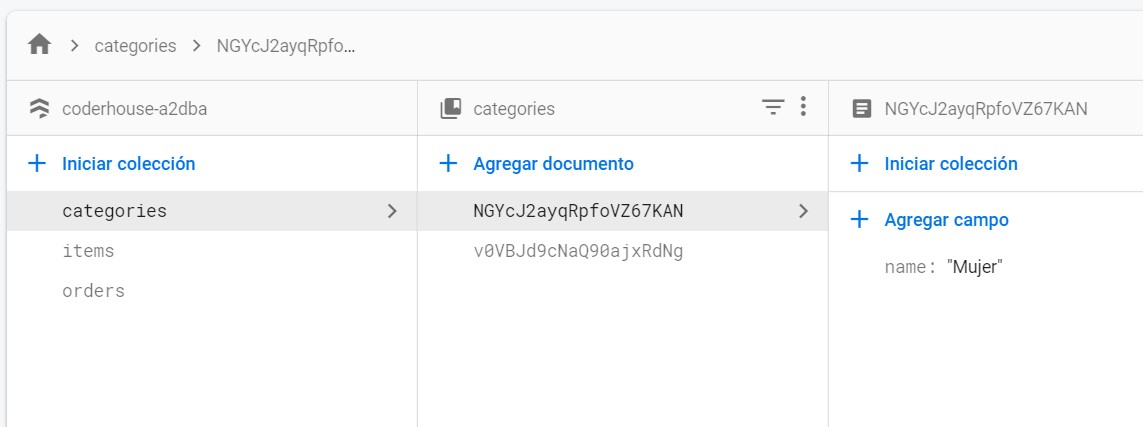 categories NGYcJ2ayqRpfo...
coderhouse-a2dba
Iniciar colección
categories
items
orders
categories
Agregar documento
NGYcJ2ayqRpfoVZ67KAN
v0VBJd9cNaQ90ajxRdNg
NGYcJ2ayqRpfoVZ67KAN
Iniciar colección
Agregar campo
name: "Mujer"